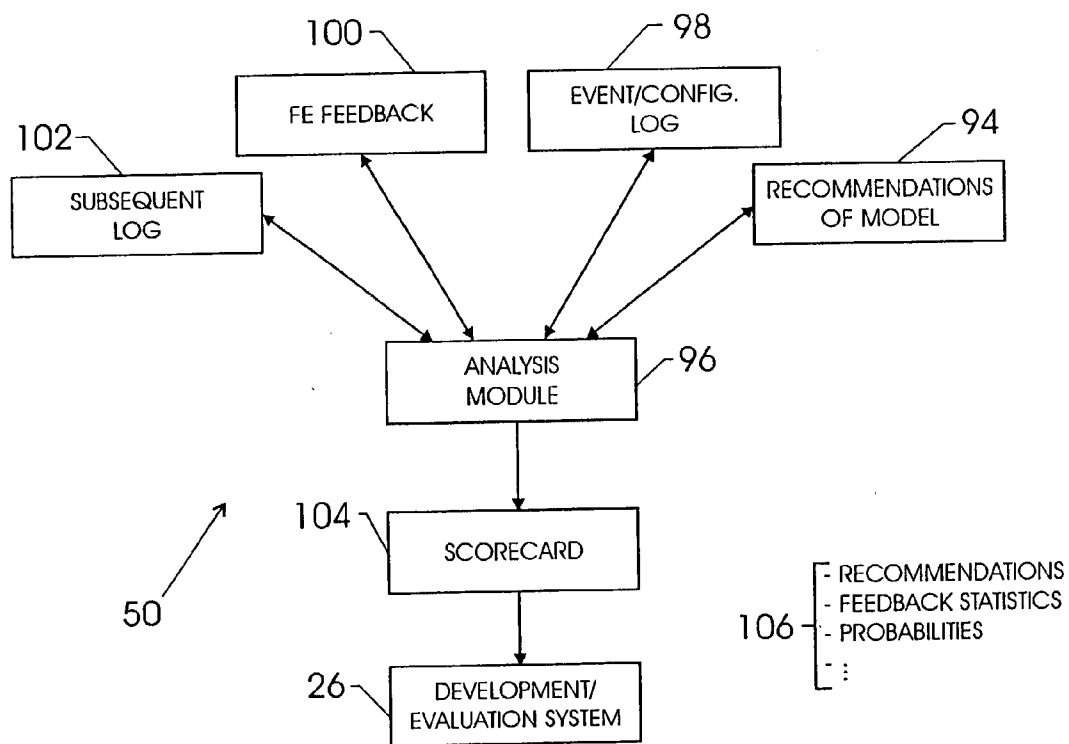 100
FE FEEDBACK
98
EVENT/CONFIG.
LOG
102
SUBSEQUENT
LOG
94
RECOMMENDATIONS
OF MODEL
ANALYSIS
MODULE
96
104
SCORECARD
50
106
- RECOMMENDATIONS
- FEEDBACK STATISTICS
- PROBABILITIES
- ⋮
26
DEVELOPMENT/
EVALUATION SYSTEM